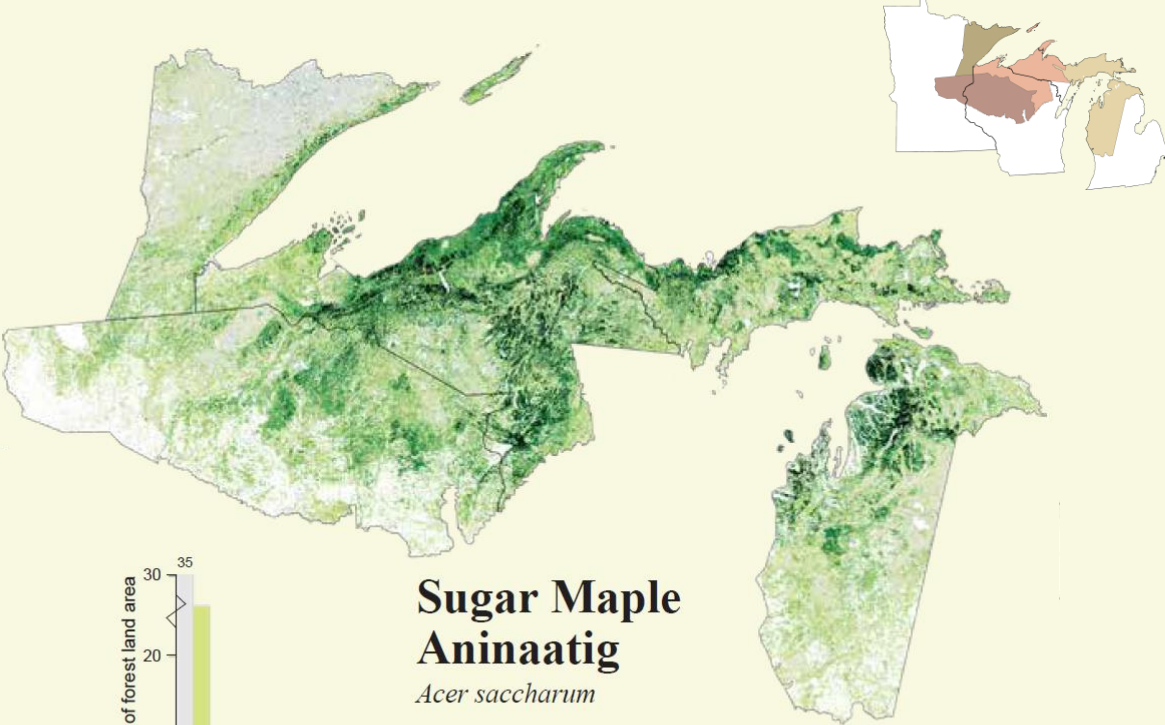 35
30
20
of forest land area
Sugar Maple
Aninaatig
Acer saccharum